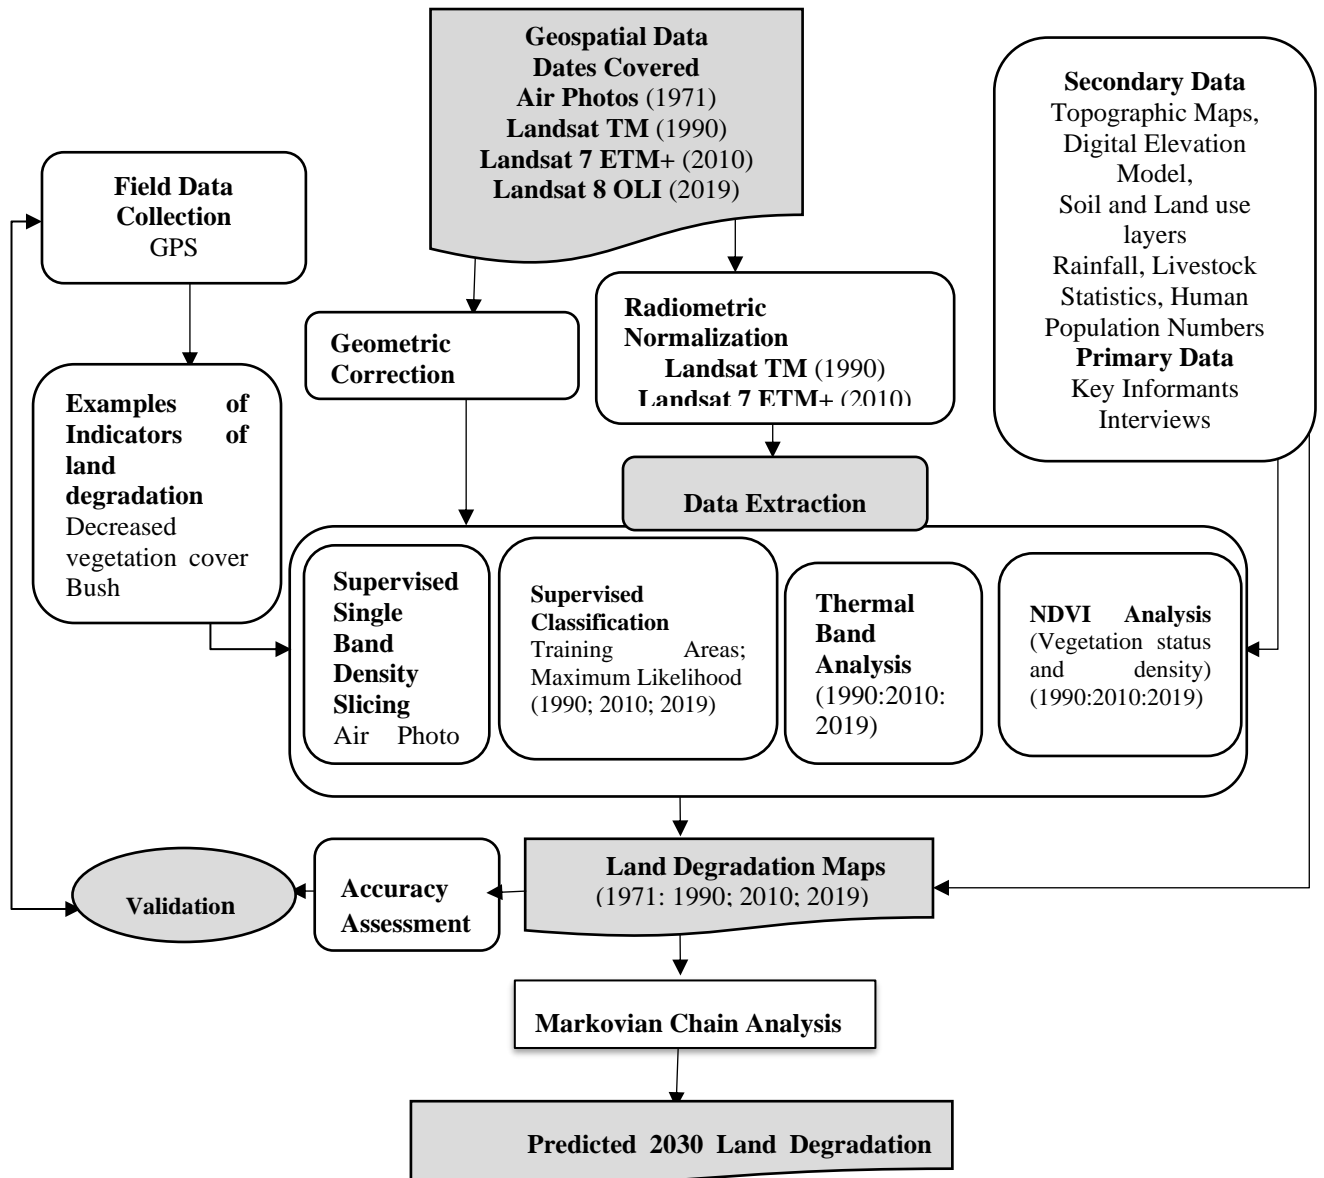 Geospatial Data
Dates Covered
Air Photos (1971)
Landsat TM (1990)
Landsat 7 ETM+ (2010)
Landsat 8 OLI (2019)
Secondary Data
Topographic Maps,
Digital Elevation
Model,
Soil and Land use
layers
Rainfall, Livestock
Statistics, Human
Population Numbers
Primary Data
Key Informants
Interviews
Field Data
Collection
GPS
Geometric
Correction
Radiometric
Normalization
Landsat TM (1990)
Landsat 7 ETM+ (2010)
Examples of
Indicators of
land
degradation
Decreased
vegetation cover
Bush
Data Extraction
Supervised
Single
Band
Density
Slicing
Air Photo
Supervised
Classification
Training Areas;
Maximum Likelihood
(1990; 2010; 2019)
Thermal
Band
Analysis
(1990:2010:
2019)
NDVI Analysis
(Vegetation status
and density)
(1990:2010:2019)
Land Degradation Maps
(1971: 1990; 2010; 2019)
Accuracy
Assessment
Validation
Markovian Chain Analysis
Predicted 2030 Land Degradation